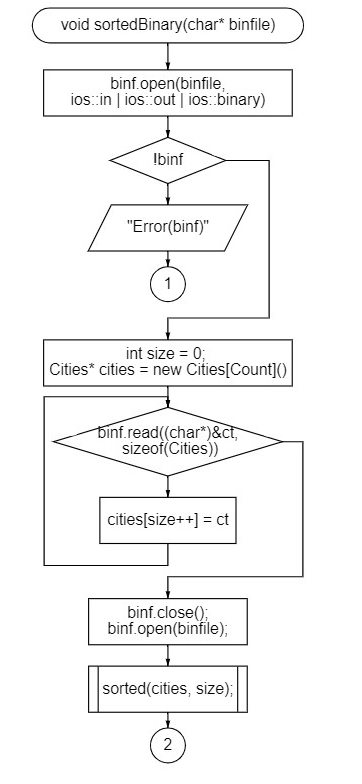 void sortedBinary(char* binfile)
binf.open(binfile,
ios::in | ios::out | ios::binary)
!binf
"Error(binf)"
1
int size = 0;
Cities* cities = new Cities[Count]()
binf.read((char*)&ct,
sizeof(Cities))
cities[size++] = ct
binf.close();
binf.open(binfile);
sorted(cities, size);
2